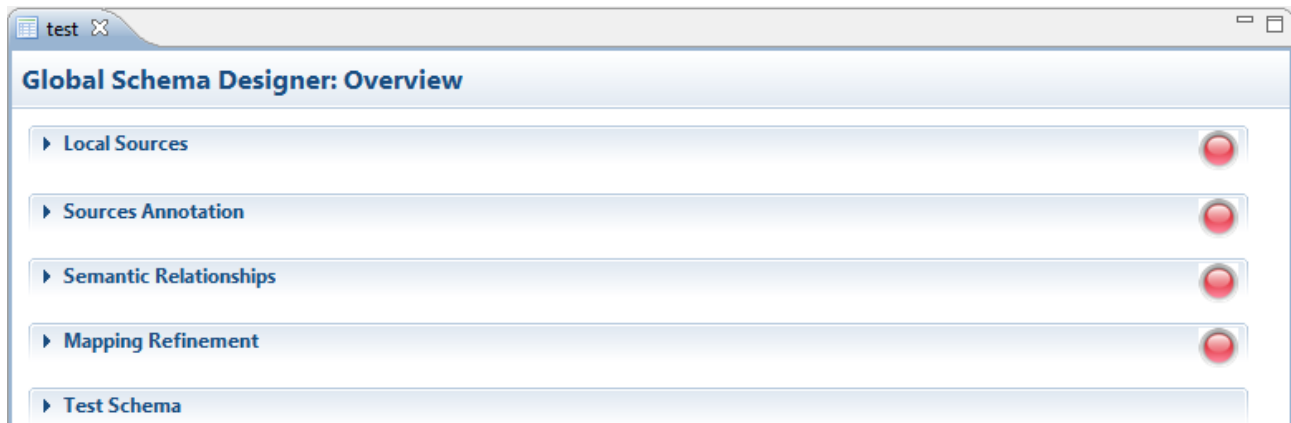 test
Global Schema Designer: Overview
Local Sources
Sources Annotation
Semantic Relationships
Mapping Refinement
Test Schema